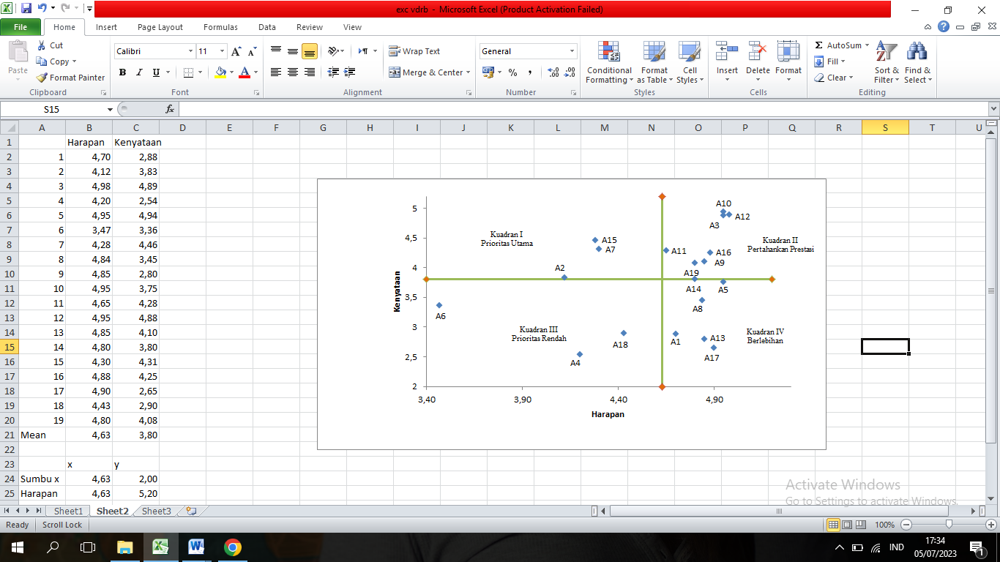 exc vdrb - Microsoft Excel (Product Activation Failed)
File Home Insert Page Layout Formulas Data Review View
Paste
Cut
Copy
Format Painter
Clipboard
Calibri 11
B I U
Font
Wrap Text
Merge & Center
Alignment
General
Number
Conditional Formatting
Format as Table
Cell Styles
Styles
Insert Delete Format
Cells
AutoSum
Fill
Clear
Sort & Filter
Find & Select
Editing
S15 fx
A B C D E F G H I J K L M N O P Q R S T U
1 Harapan Kenyataan
2 1 4,70 2,88
3 2 4,12 3,83
4 3 4,98 4,89
5 4 4,20 2,54
6 5 4,95 4,94
7 6 3,47 3,36
8 7 4,28 4,46
9 8 4,84 3,45
10 9 4,85 2,80
11 10 4,95 3,75
12 11 4,65 4,28
13 12 4,95 4,88
14 13 4,85 4,10
15 14 4,80 3,80
16 15 4,30 4,31
17 16 4,88 4,25
18 17 4,90 2,65
19 18 4,43 2,90
20 19 4,80 4,08
21 Mean 4,63 3,80
22
23 x y
24 Sumbu x 4,63 2,00
25 Harapan 4,63 5,20
5
4,5
4
3,5
3
2,5
2
Kenyataan
3,40 3,90 4,40 4,90
Harapan
Kuadran I
Prioritas Utama
Kuadran II
Pertahankan Prestasi
Kuadran III
Prioritas Rendah
Kuadran IV
Berlebihan
A10
A12
A3
A15
A7
A11
A16
A9
A2
A19
A14
A5
A8
A6
A18
A1
A13
A4
A17
Activate Windows
Go to Settings to activate Windows.
Sheet1 Sheet2 Sheet3
Ready Scroll Lock 100%
IND
17:34
05/07/2023
1